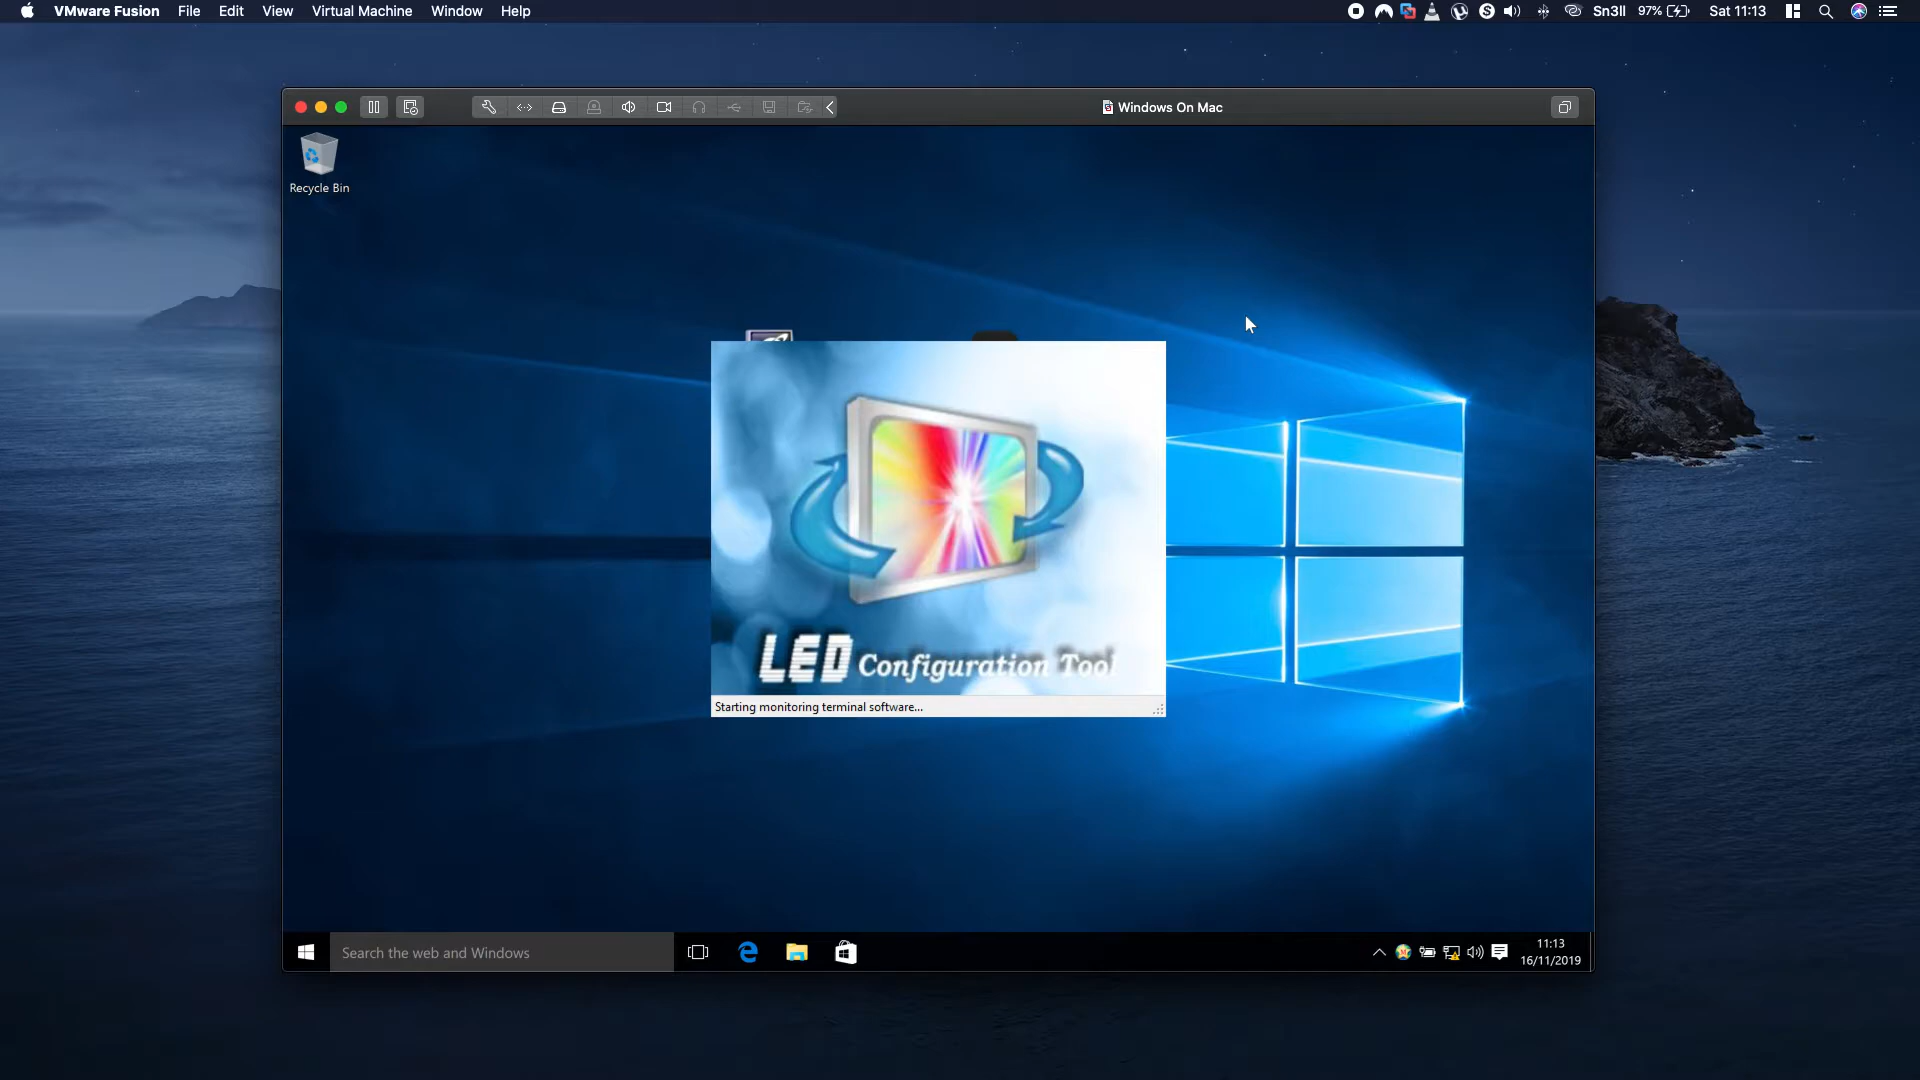 VMware Fusion File Edit View Virtual Machine Window Help Sn3ll 97% Sat 11:13
Windows On Mac
Recycle Bin
LED Configuration Tool
Starting monitoring terminal software...
Search the web and Windows
11:13
16/11/2019